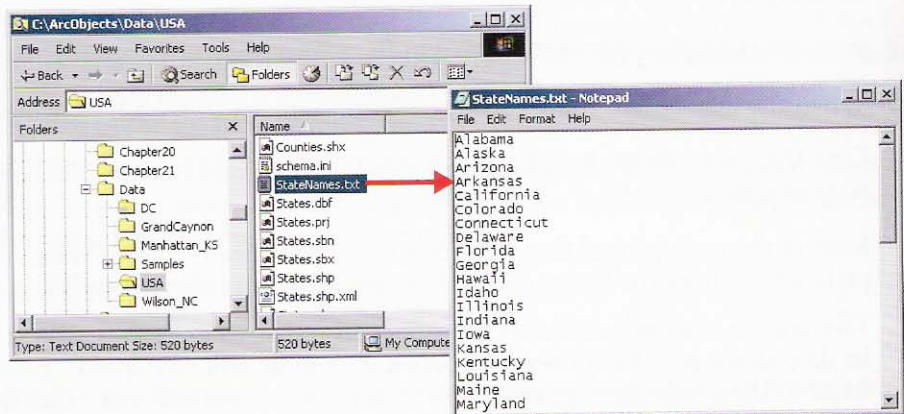 C:\ArcObjects\Data\USA
File Edit View Favorites Tools Help
Back Search Folders
Address USA
Folders
Chapter20
Chapter21
Data
DC
GrandCaynon
Manhattan_KS
Samples
USA
Wilson_NC
Name
Counties.shx
schema.ini
StateNames.txt
States.dbf
States.prj
States.sbn
States.sbx
States.shp
States.shp.xml
Type: Text Document Size: 520 bytes 520 bytes My Compute
StateNames.txt - Notepad
File Edit Format Help
Alabama
Alaska
Arizona
Arkansas
California
Colorado
Connecticut
Delaware
Florida
Georgia
Hawaii
Idaho
Illinois
Indiana
Iowa
Kansas
Kentucky
Louisiana
Maine
Maryland